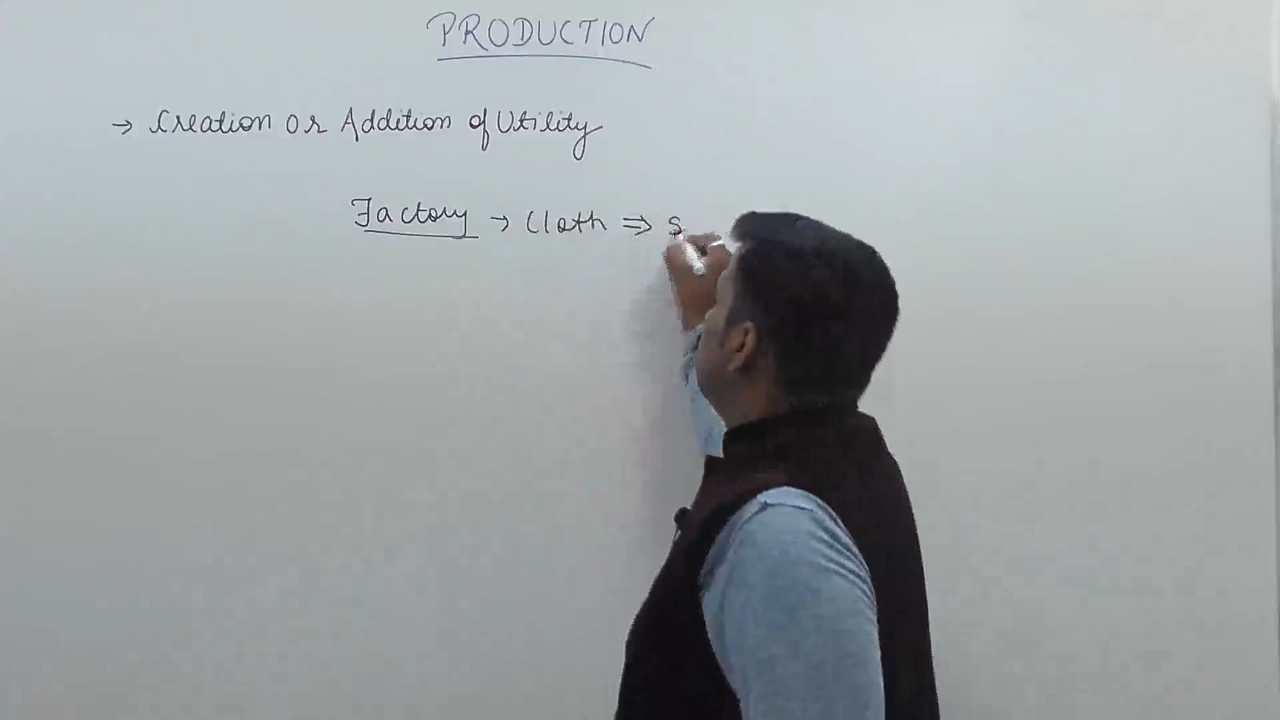 PRODUCTION
→ Creation or Addition of Utility
Factory → Cloth ⇒ S